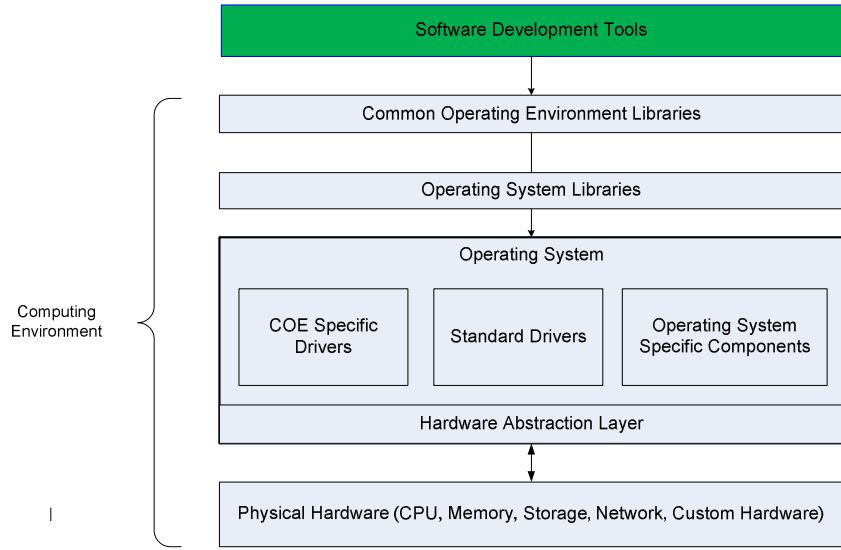 Software Development Tools
Common Operating Environment Libraries
Operating System Libraries
Operating System
COE Specific
Drivers
Standard Drivers
Operating System
Specific Components
Hardware Abstraction Layer
Physical Hardware (CPU, Memory, Storage, Network, Custom Hardware)
Computing
Environment
|